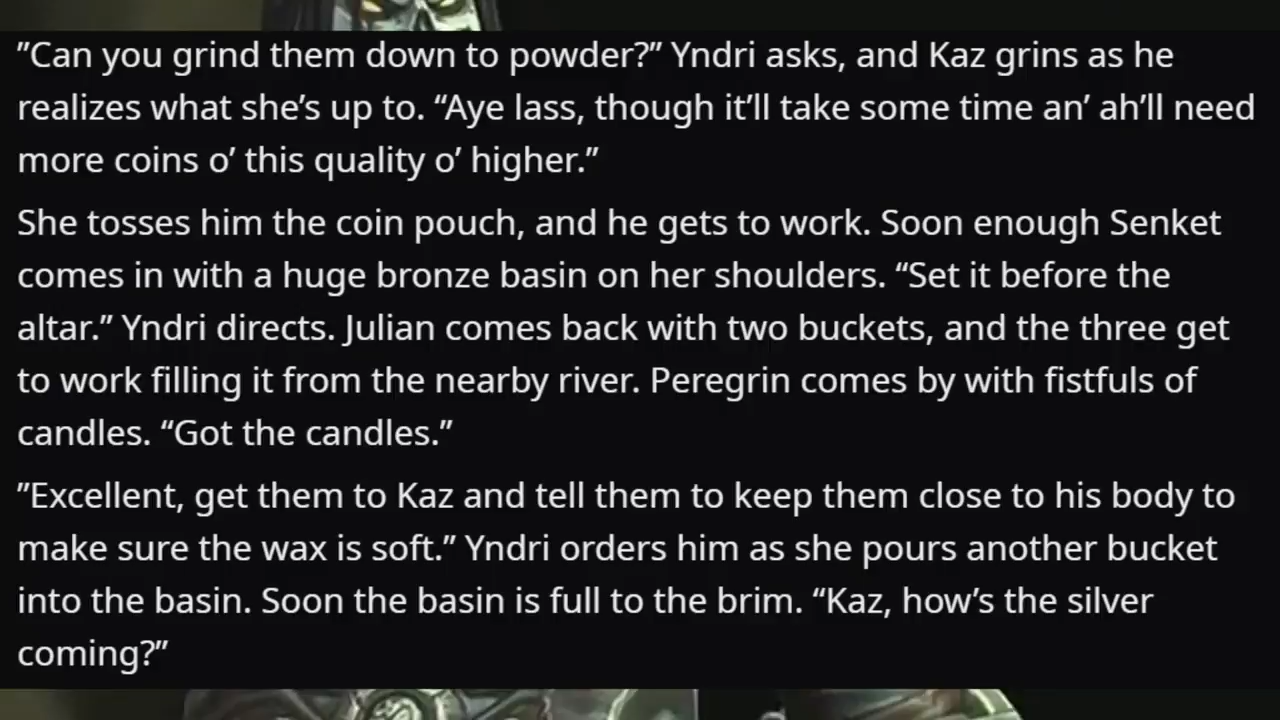 ”Can you grind them down to powder?” Yndri asks, and Kaz grins as he
realizes what she’s up to. “Aye lass, though it’ll take some time an’ ah’ll need
more coins o’ this quality o’ higher.”
She tosses him the coin pouch, and he gets to work. Soon enough Senket
comes in with a huge bronze basin on her shoulders. “Set it before the
altar.” Yndri directs. Julian comes back with two buckets, and the three get
to work filling it from the nearby river. Peregrin comes by with fistfuls of
candles. “Got the candles.”
”Excellent, get them to Kaz and tell them to keep them close to his body to
make sure the wax is soft.” Yndri orders him as she pours another bucket
into the basin. Soon the basin is full to the brim. “Kaz, how’s the silver
coming?”